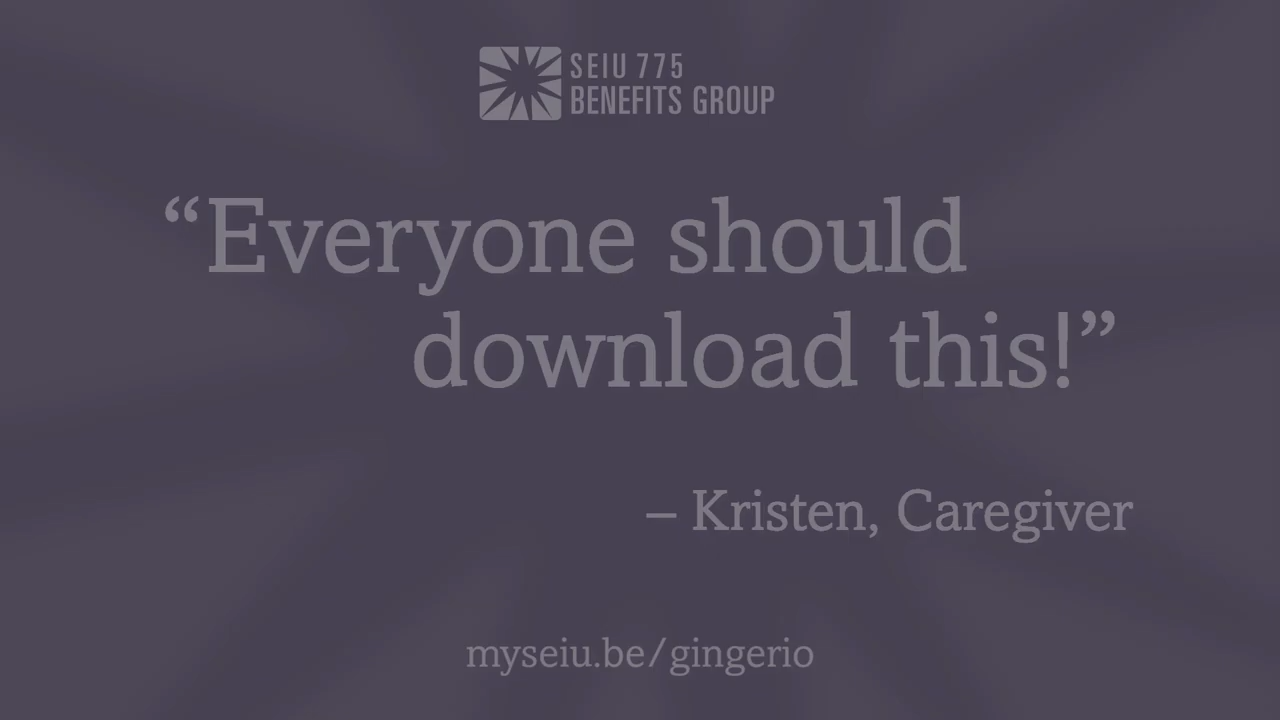 SEIU 775
BENEFITS GROUP
“Everyone should
download this!”
– Kristen, Caregiver
myseiu.be/gingerio